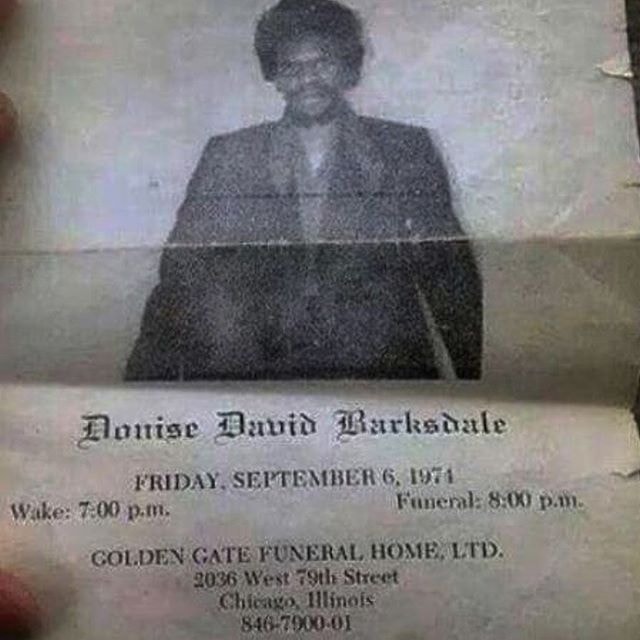 Donise David Barksdale
FRIDAY, SEPTEMBER 6, 1974
Wake: 7:00 p.m. Funeral: 8:00 p.m.
GOLDEN GATE FUNERAL HOME, LTD.
2036 West 79th Street
Chicago, Illinois
846-7900-01